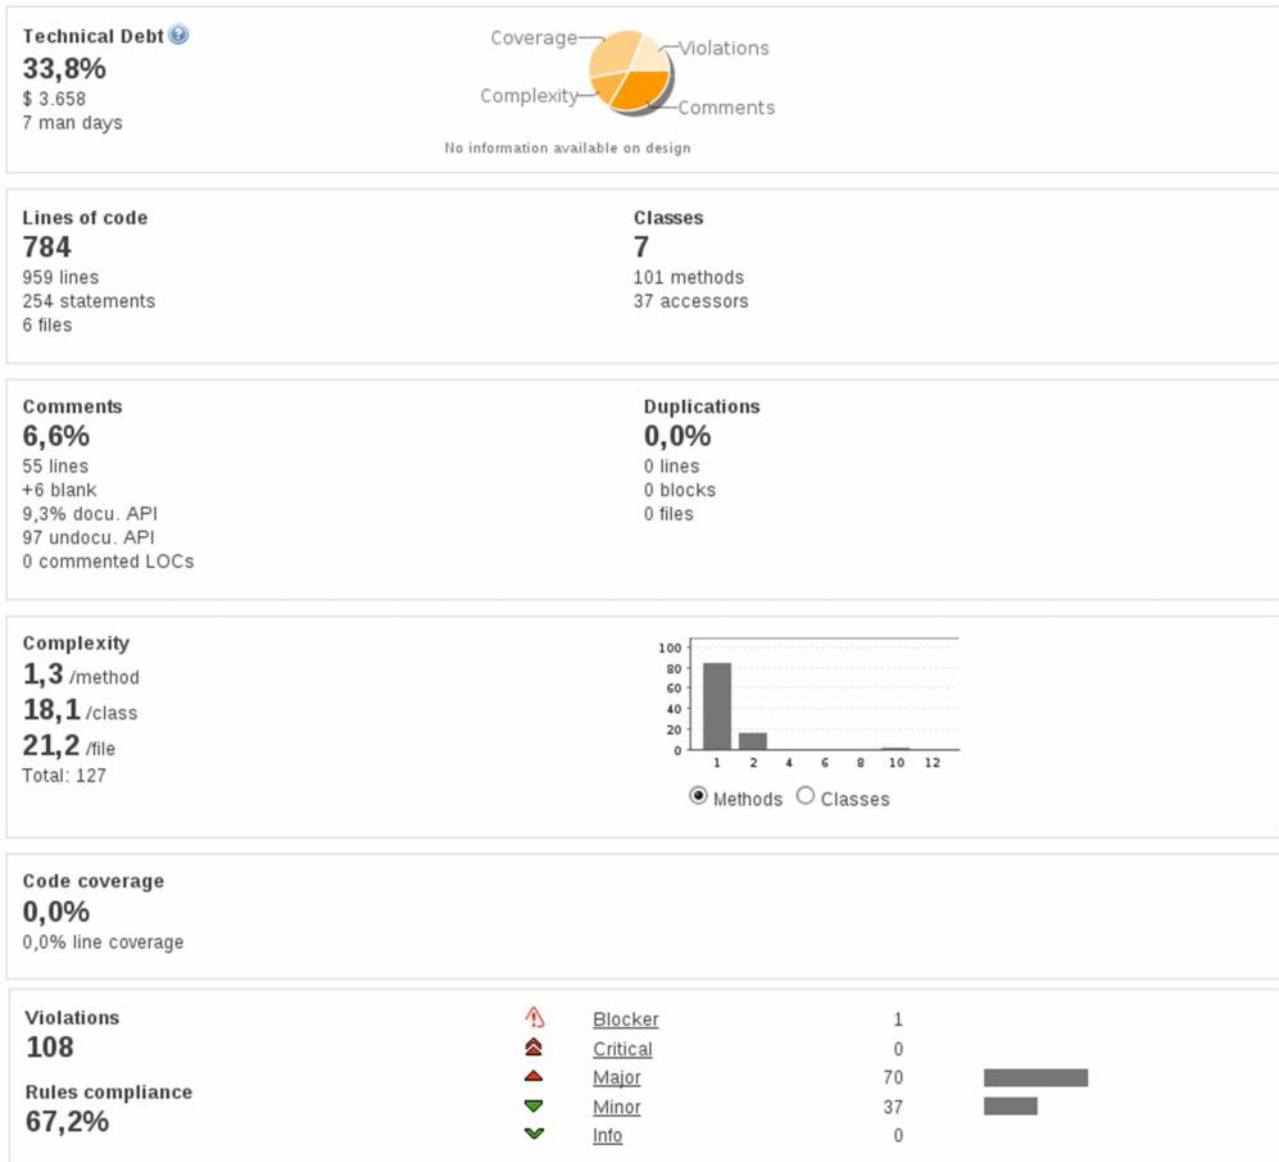 Technical Debt
33,8%
$ 3.658
7 man days
Coverage
Violations
Complexity
Comments
No information available on design
Lines of code
784
959 lines
254 statements
6 files
Classes
7
101 methods
37 accessors
Comments
6,6%
55 lines
+6 blank
9,3% docu. API
97 undocu. API
0 commented LOCs
Duplications
0,0%
0 lines
0 blocks
0 files
Complexity
1,3 /method
18,1 /class
21,2 /file
Total: 127
100
80
60
40
20
0
1 2 4 6 8 10 12
Methods Classes
Code coverage
0,0%
0,0% line coverage
Violations
108
Rules compliance
67,2%
Blocker 1
Critical 0
Major 70
Minor 37
Info 0